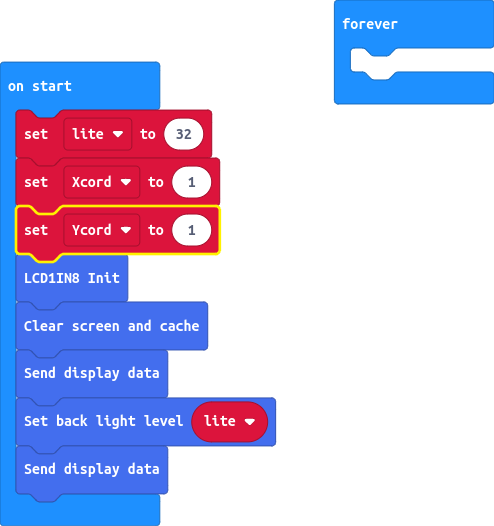 forever
on start
set lite to 32
set Xcord to 1
set Ycord to 1
LCD1IN8 Init
Clear screen and cache
Send display data
Set back light level lite
Send display data